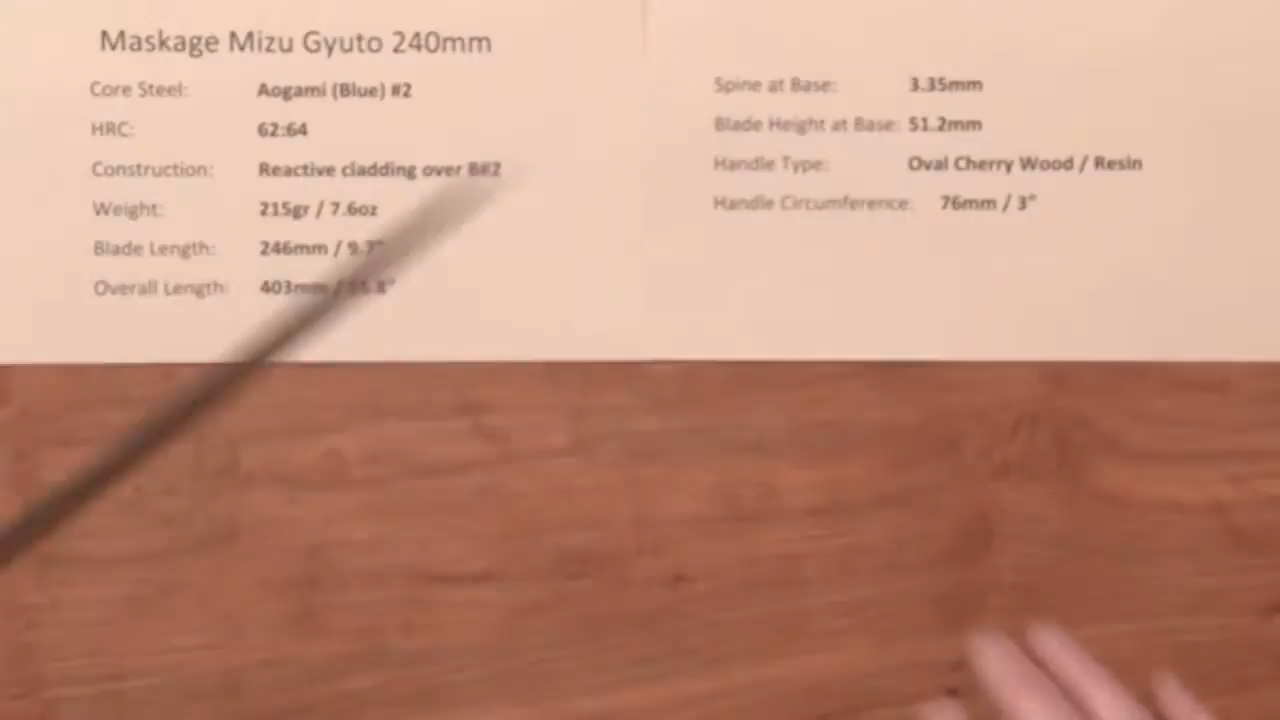 Maskage Mizu Gyuto 240mm
Core Steel: Aogami (Blue) #2
HRC: 62:64
Construction: Reactive cladding over B#2
Weight: 215gr / 7.6oz
Blade Length: 246mm / 9.7"
Overall Length: 403mm /
Spine at Base: 3.35mm
Blade Height at Base: 51.2mm
Handle Type: Oval Cherry Wood / Resin
Handle Circumference: 76mm / 3"